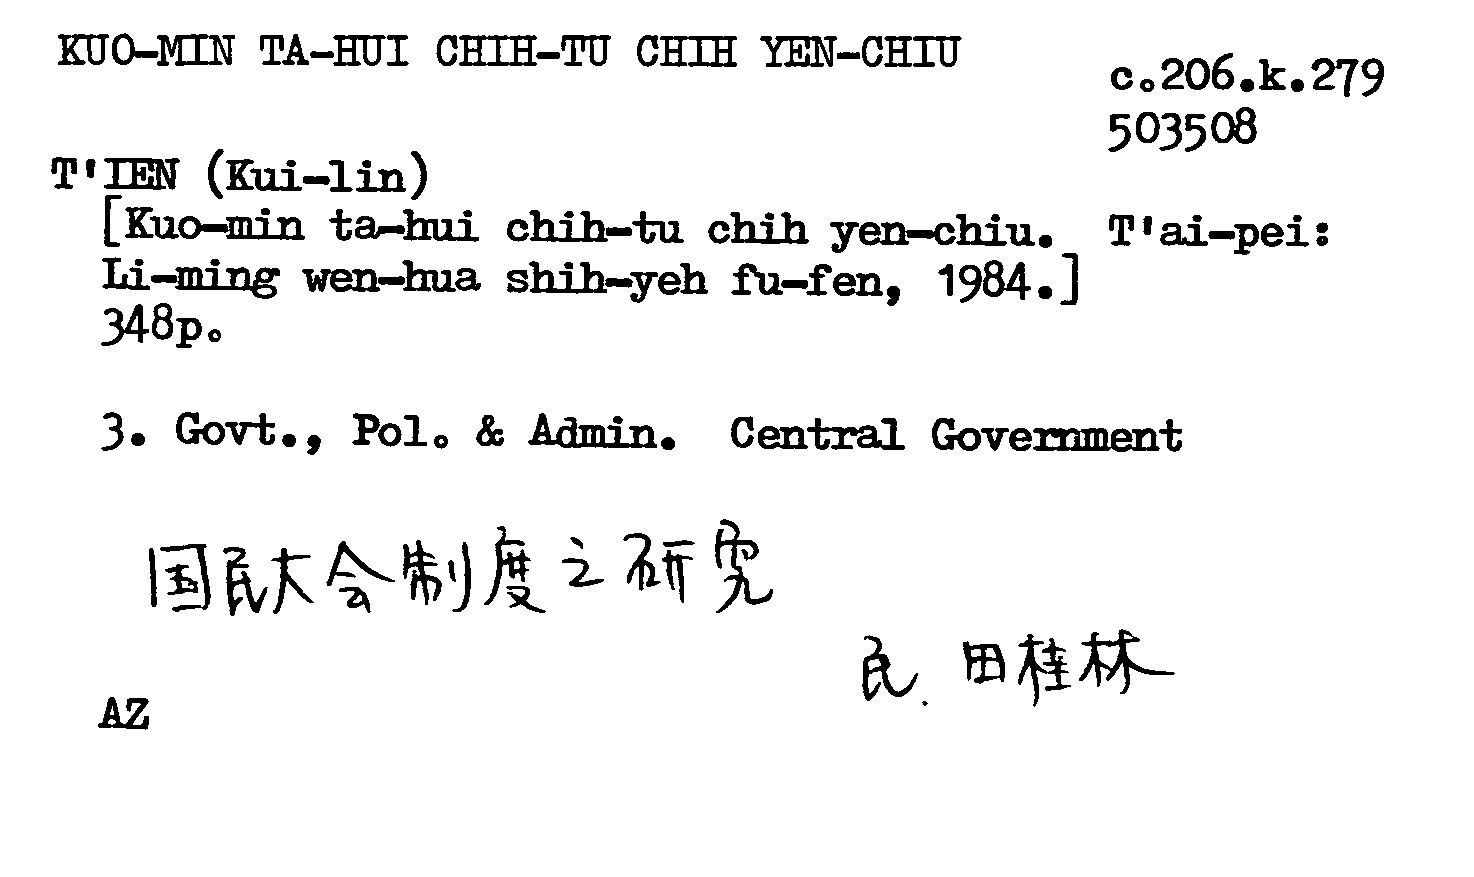 KUO-MIN TA-HUI CHIH-TU CHIH YEN-CHIU
c.206.k.279
503508
T'IEN (Kui-lin)
[Kuo-min ta-hui chih-tu chih yen-chiu. T'ai-pei:
Li-ming wen-hua shih-yeh fu-fen, 1984.]
348p.
3. Govt., Pol. & Admin. Central Government
国民大会制度之研究
民. 田桂林
AZ